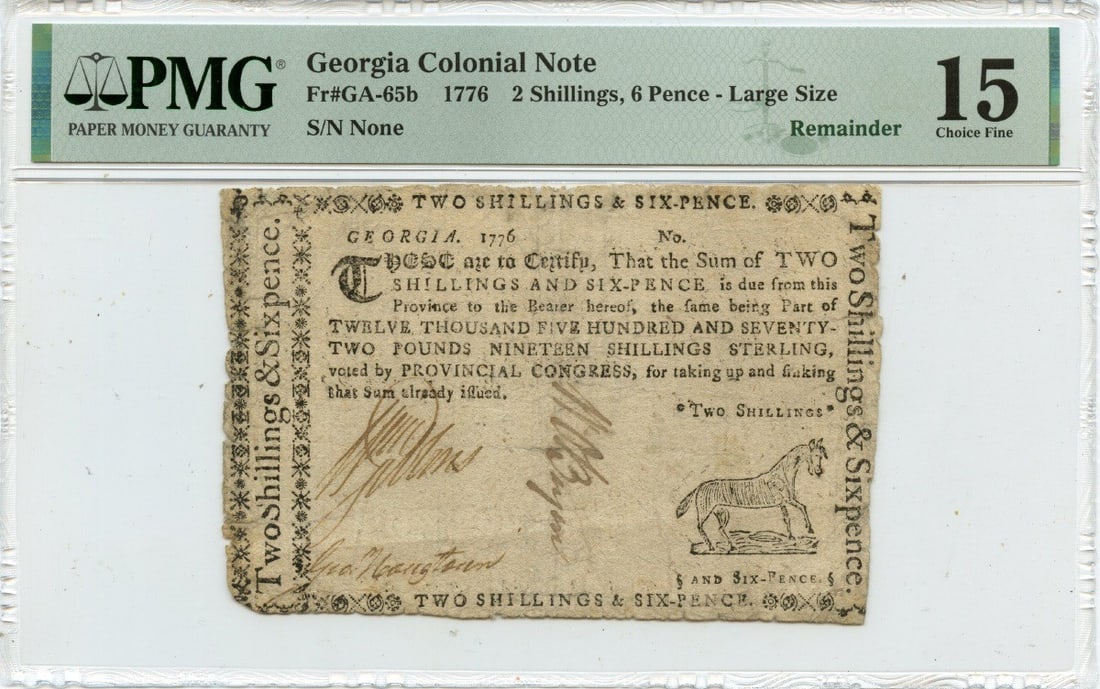 PMG®
PAPER MONEY GUARANTY
Georgia Colonial Note
Fr#GA-65b 1776 2 Shillings, 6 Pence - Large Size
S/N None
Remainder
15
Choice Fine
TWO SHILLINGS & SIX-PENCE.
Two Shillings & Sixpence.
GEORGIA. 1776 No.
THESE are to Certify, That the Sum of TWO
SHILLINGS AND SIX-PENCE is due from this
Province to the Bearer hereof, the same being Part of
TWELVE THOUSAND FIVE HUNDRED AND SEVENTY-
TWO POUNDS NINETEEN SHILLINGS STERLING,
voted by PROVINCIAL CONGRESS, for taking up and sinking
that Sum already issued.
*TWO SHILLINGS*
§ AND SIX-PENCE. §
Two Shillings & Sixpence.
Geo. Houstoun
TWO SHILLINGS & SIX-PENCE.